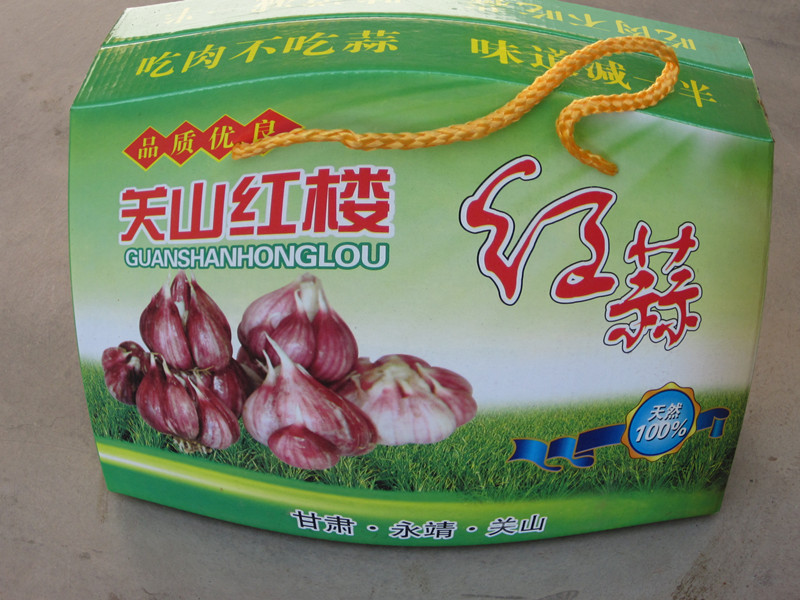 吃肉不吃蒜 味道减一半
品质优良
关山红楼
GUANSHANHONGLOU
红蒜
天然
100%
甘肃·永靖·关山